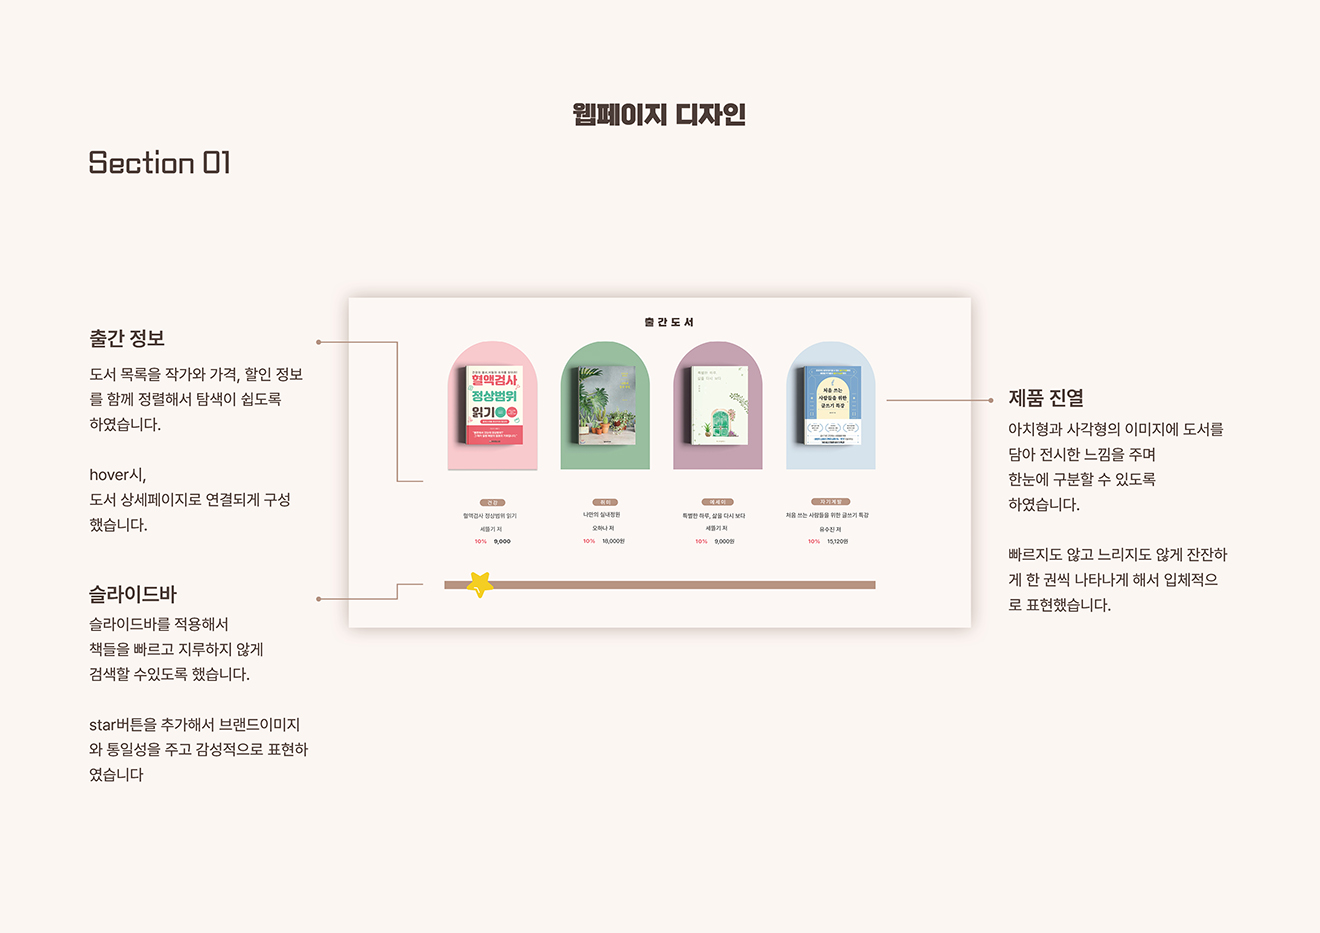 웹페이지 디자인
Section 01
출간 정보
도서 목록을 작가와 가격, 할인 정보
를 함께 정렬해서 탐색이 쉽도록
하였습니다.
hover시,
도서 상세페이지로 연결되게 구성
했습니다.
슬라이드바
슬라이드바를 적용해서
책들을 빠르고 지루하지 않게
검색할 수있도록 했습니다.
star버튼을 추가해서 브랜드이미지
와 통일성을 주고 감성적으로 표현하
였습니다
출간도서
혈액검사
정상범위
읽기
처음 쓰는
사람들을 위한
글쓰기 특강
건강
취미
에세이
자기계발
혈액검사 정상범위 읽기
나만의 실내정원
특별한 하루, 삶을 다시 보다
처음 쓰는 사람들을 위한 글쓰기 특강
세뜰기 저
오하나 저
세뜰기 저
유수진 저
10% 9,000
10% 18,000원
10% 9,000원
10% 15,120원
제품 진열
아치형과 사각형의 이미지에 도서를
담아 전시한 느낌을 주며
한눈에 구분할 수 있도록
하였습니다.
빠르지도 않고 느리지도 않게 잔잔하
게 한 권씩 나타나게 해서 입체적으
로 표현했습니다.